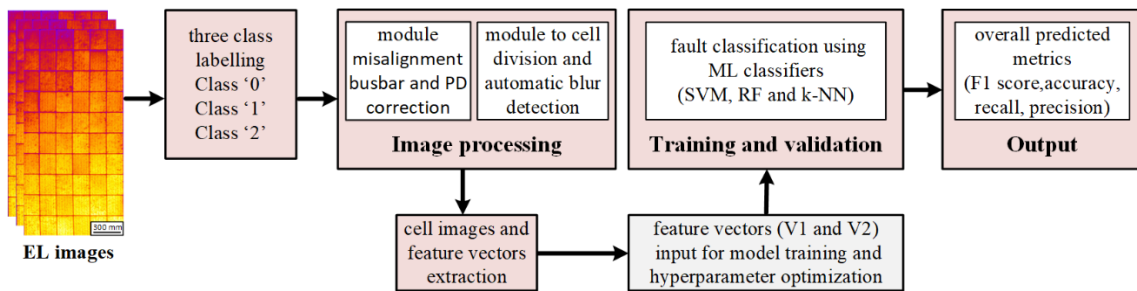 300 mm
EL images
three class
labelling
Class ‘0’
Class ‘1’
Class ‘2’
module
misalignment
busbar and PD
correction
module to cell
division and
automatic blur
detection
Image processing
cell images and
feature vectors
extraction
feature vectors (V1 and V2)
input for model training and
hyperparameter optimization
fault classification using
ML classifiers
(SVM, RF and k-NN)
Training and validation
overall predicted
metrics
(F1 score,accuracy,
recall, precision)
Output